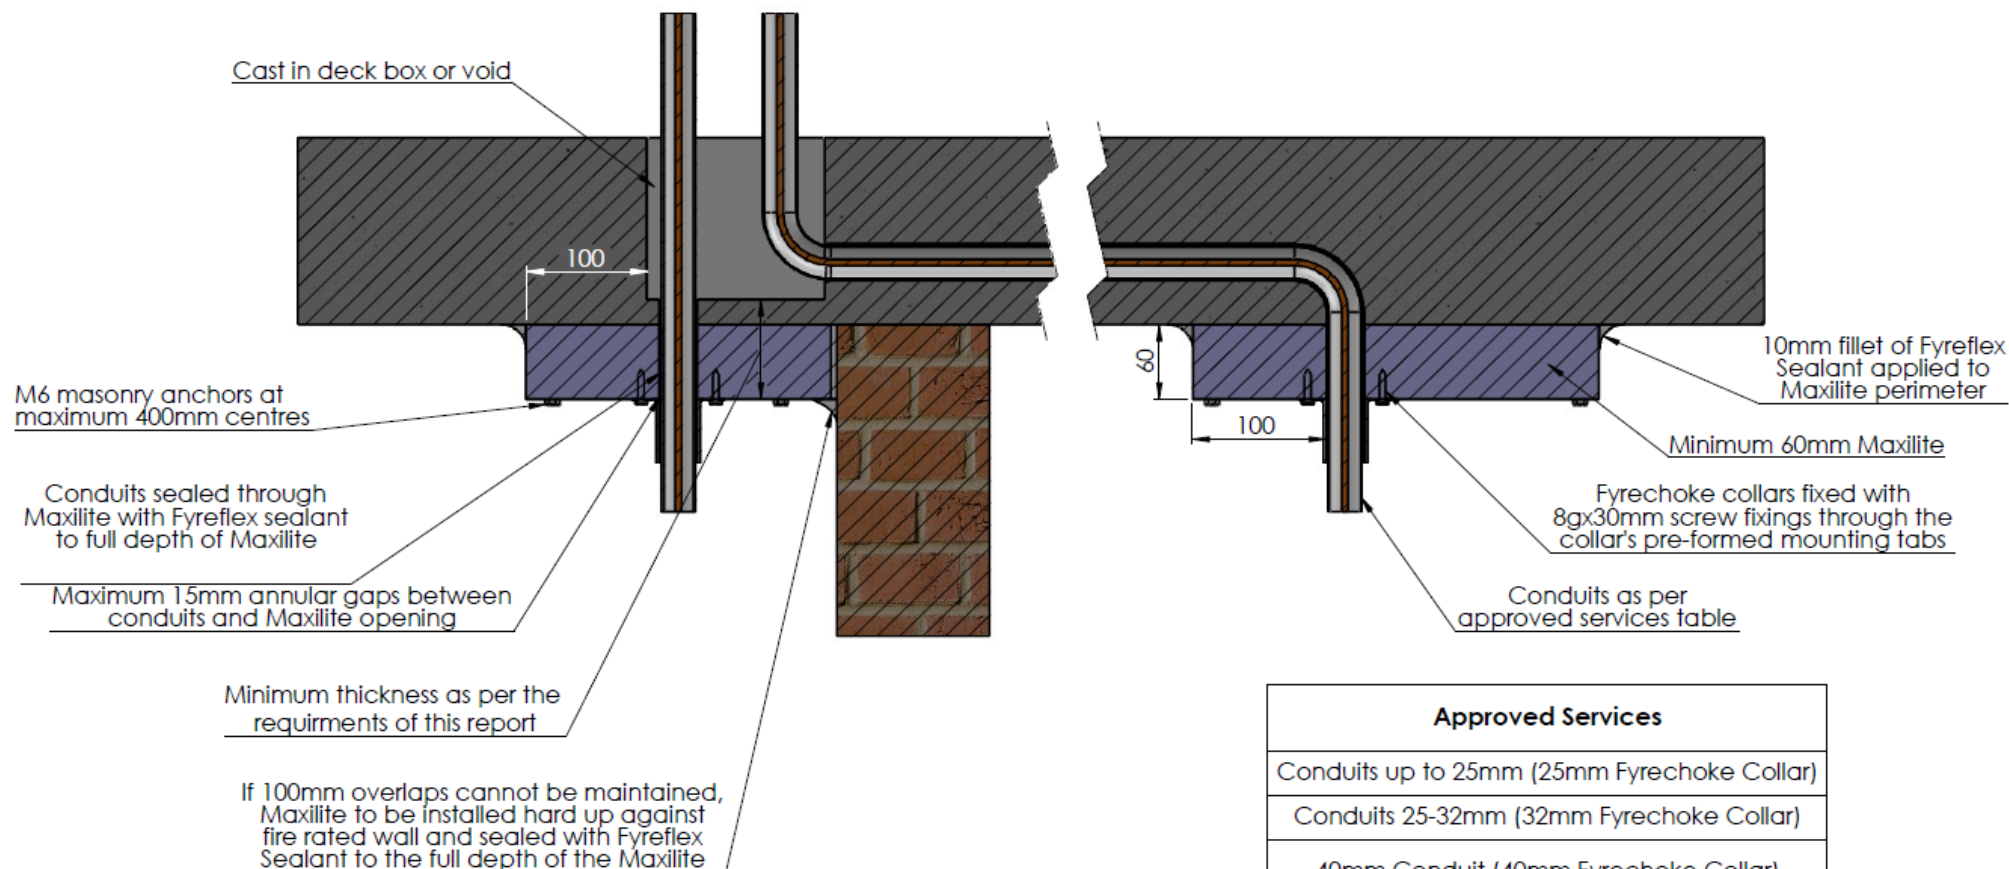 Cast in deck box or void
100
M6 masonry anchors at
maximum 400mm centres
Conduits sealed through
Maxilite with Fyreflex sealant
to full depth of Maxilite
Maximum 15mm annular gaps between
conduits and Maxilite opening
Minimum thickness as per the
requirments of this report
If 100mm overlaps cannot be maintained,
Maxilite to be installed hard up against
fire rated wall and sealed with Fyreflex
Sealant to the full depth of the Maxilite
60
100
10mm fillet of Fyreflex
Sealant applied to
Maxilite perimeter
Minimum 60mm Maxilite
Fyrechoke collars fixed with
8gx30mm screw fixings through the
collar's pre-formed mounting tabs
Conduits as per
approved services table
Approved Services
Conduits up to 25mm (25mm Fyrechoke Collar)
Conduits 25-32mm (32mm Fyrechoke Collar)
40mm Conduit (40mm Fyrechoke Collar)